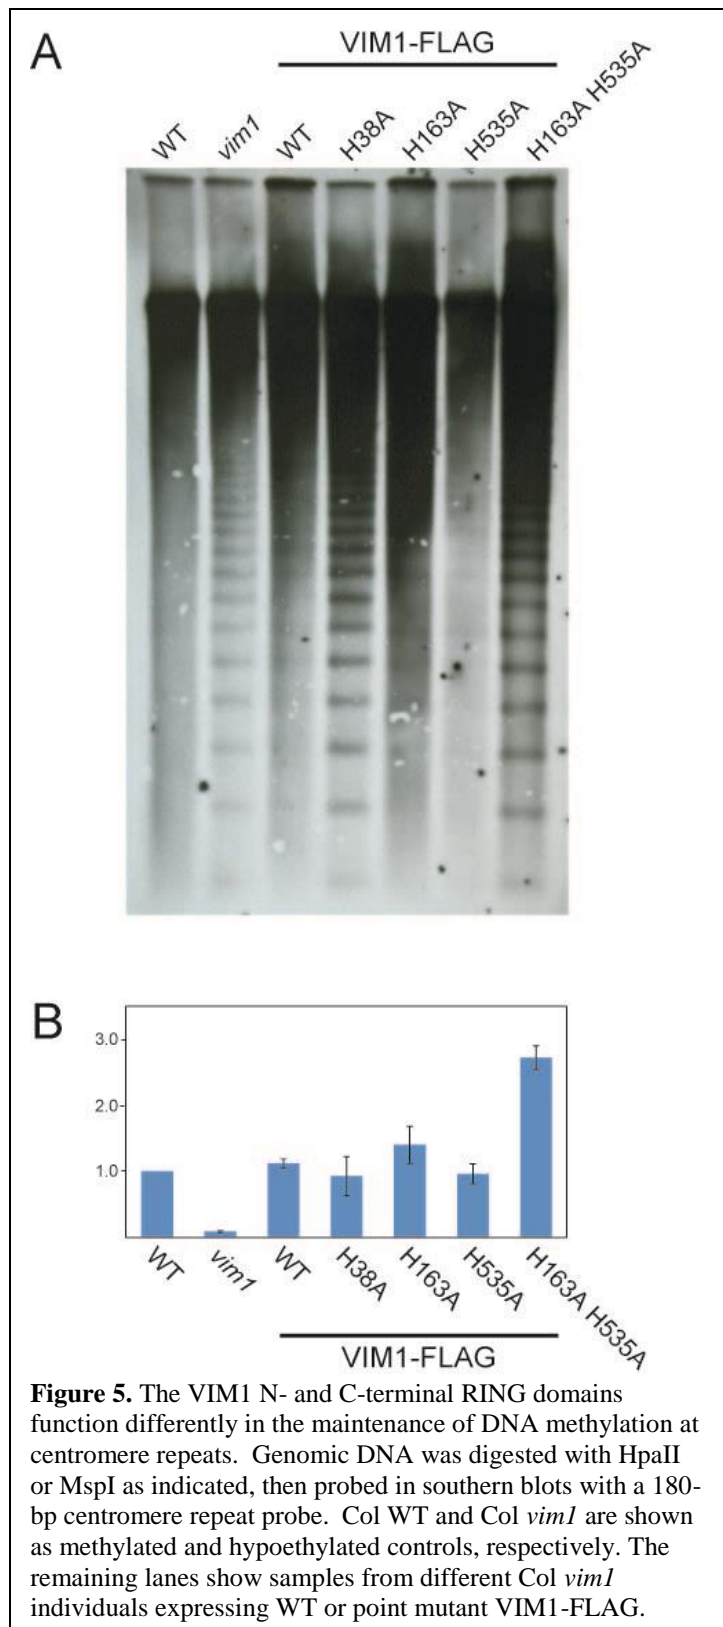 A
VIM1-FLAG
WT vim1 WT H38A H163A H535A H163A H535A
B
3.0
2.0
1.0
WT vim1 WT H38A H163A H535A H163A H535A
VIM1-FLAG
Figure 5. The VIM1 N- and C-terminal RING domains
function differently in the maintenance of DNA methylation at
centromere repeats. Genomic DNA was digested with HpaII
or MspI as indicated, then probed in southern blots with a 180-
bp centromere repeat probe. Col WT and Col vim1 are shown
as methylated and hypoethylated controls, respectively. The
remaining lanes show samples from different Col vim1
individuals expressing WT or point mutant VIM1-FLAG.